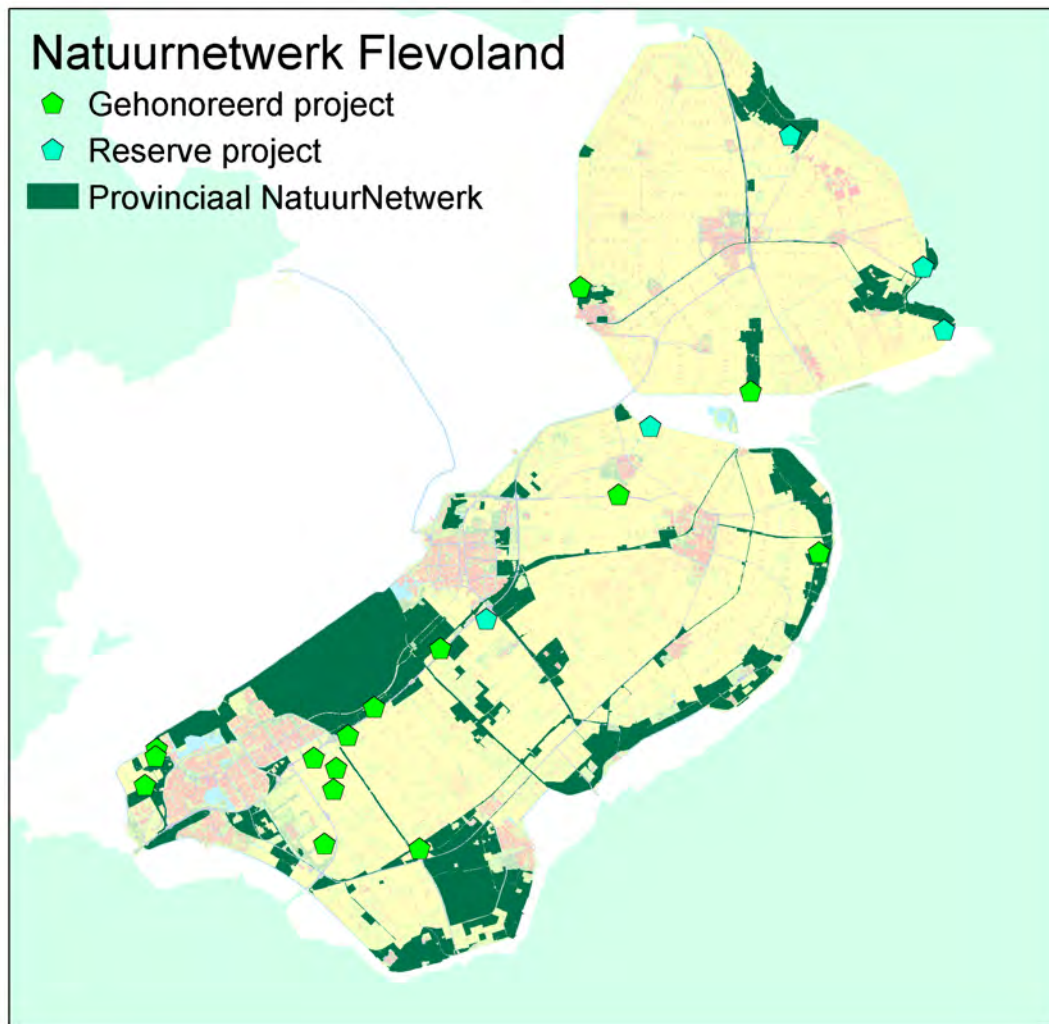 Natuurnetwerk Flevoland
Gehonoreerd project
Reserve project
Provinciaal NatuurNetwerk